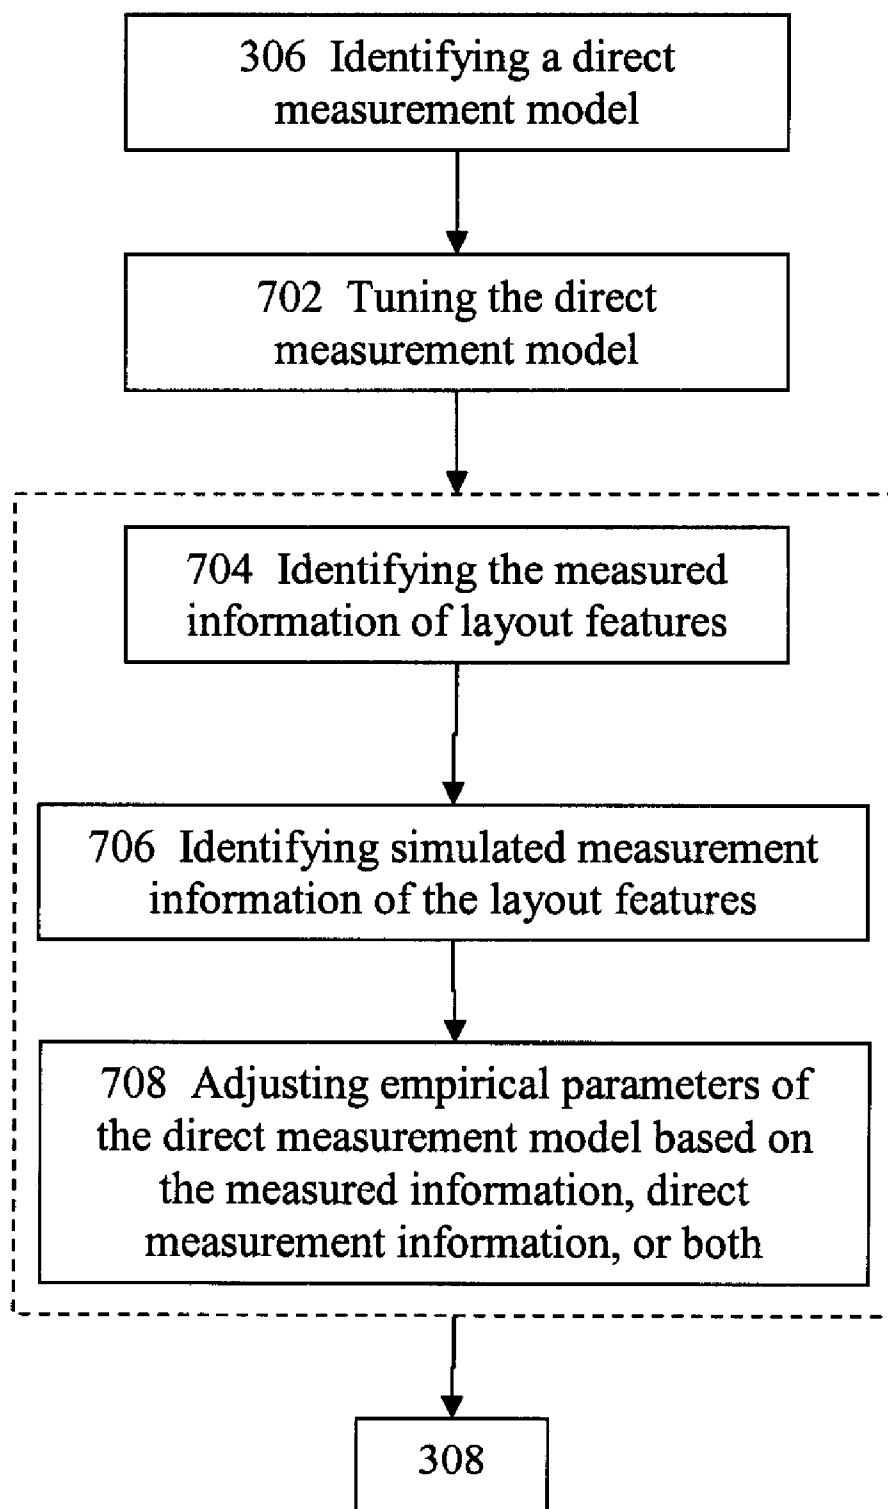 306 Identifying a direct
measurement model
702 Tuning the direct
measurement model
704 Identifying the measured
information of layout features
706 Identifying simulated measurement
information of the layout features
708 Adjusting empirical parameters of
the direct measurement model based on
the measured information, direct
measurement information, or both
308